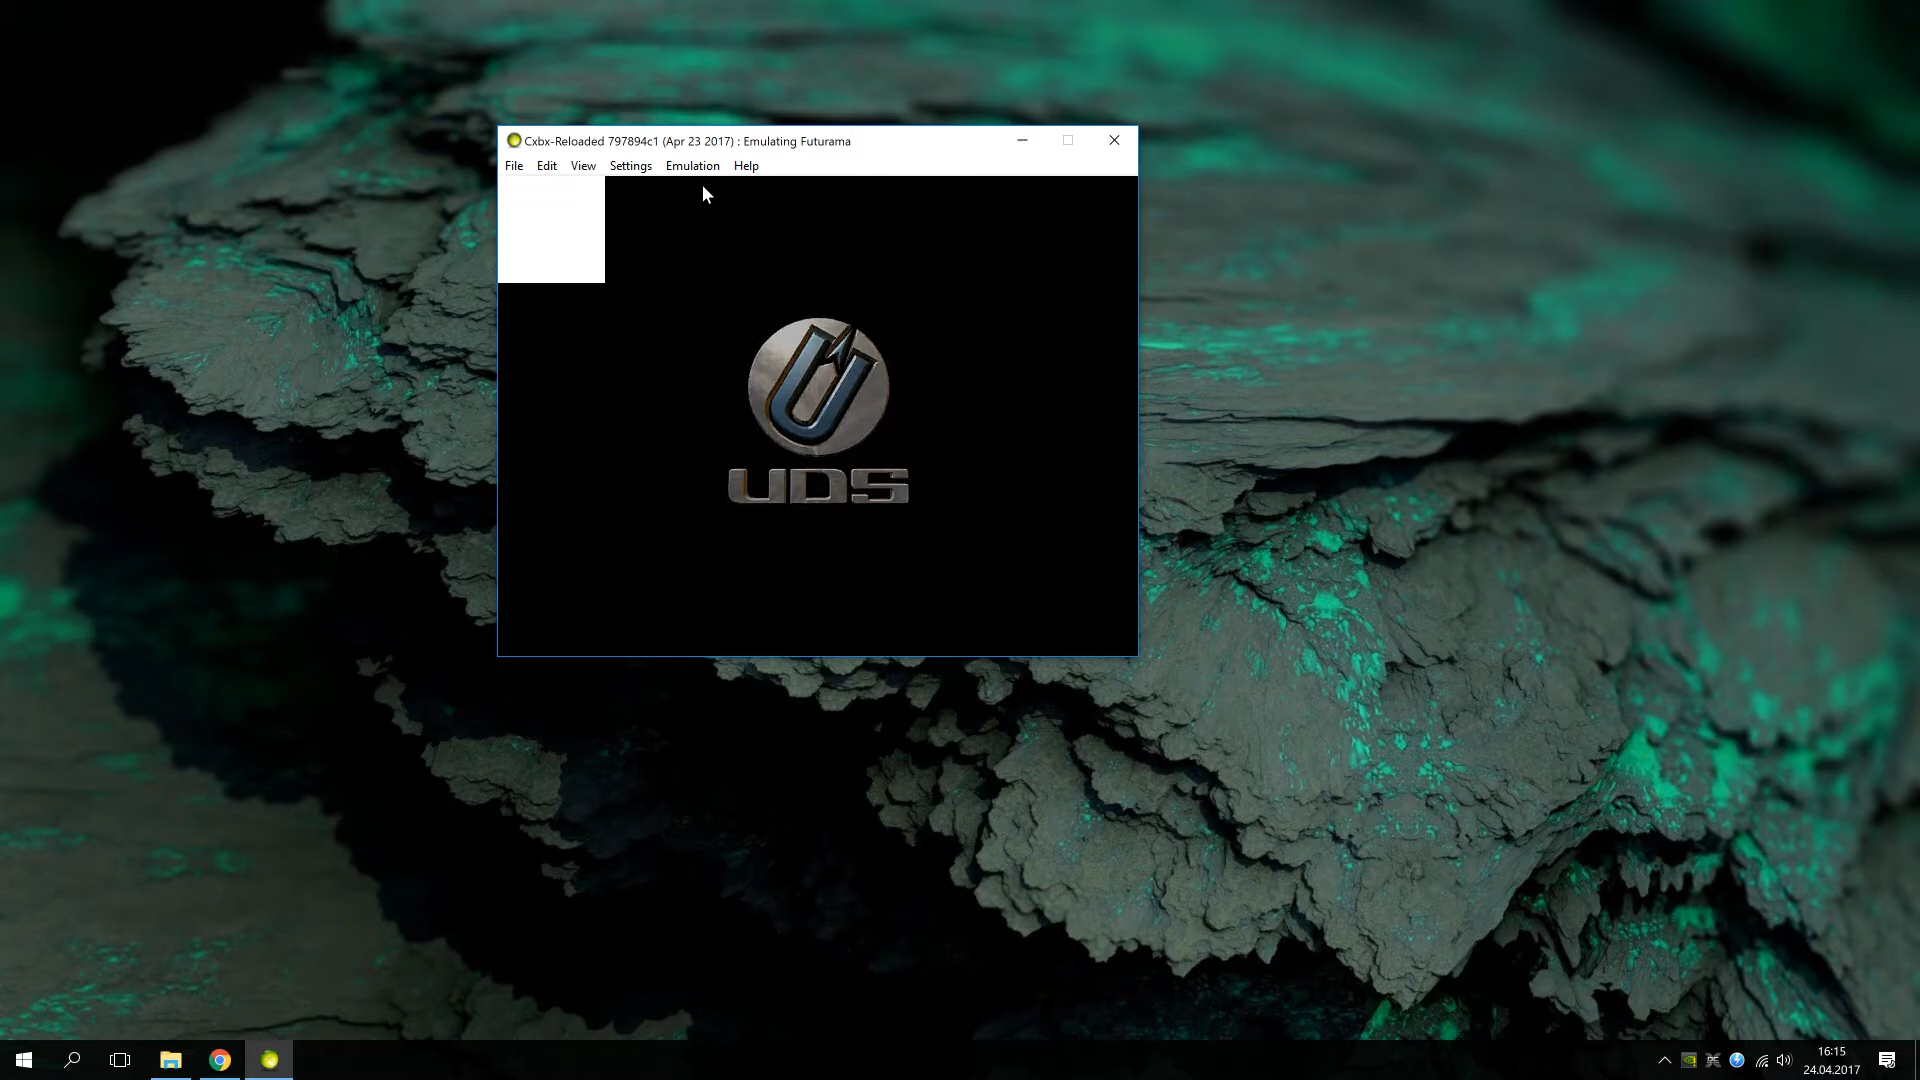 Cxbx-Reloaded 797894c1 (Apr 23 2017) : Emulating Futurama
File Edit View Settings Emulation Help
UDS
16:15
24.04.2017